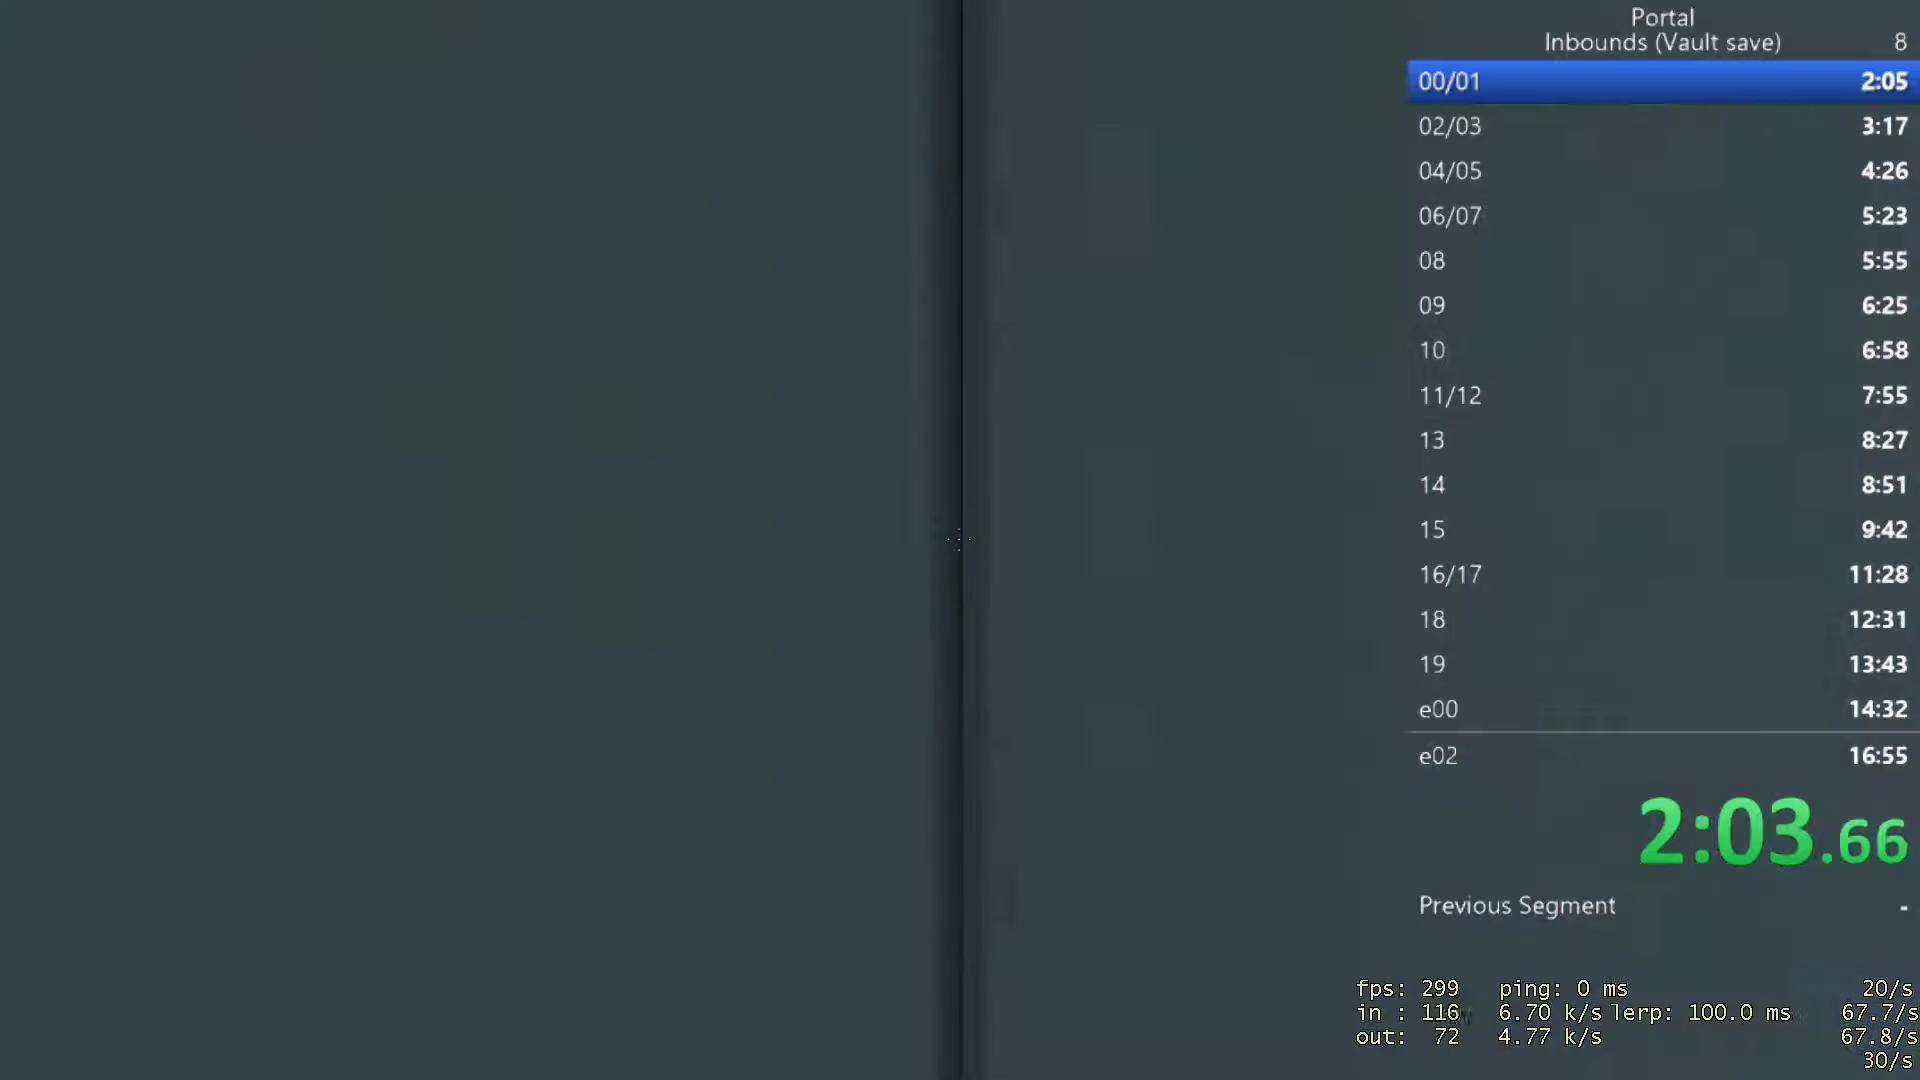 Portal
Inbounds (Vault save) 8
00/01 2:05
02/03 3:17
04/05 4:26
06/07 5:23
08 5:55
09 6:25
10 6:58
11/12 7:55
13 8:27
14 8:51
15 9:42
16/17 11:28
18 12:31
19 13:43
e00 14:32
e02 16:55
2:03.66
Previous Segment -
fps: 299 ping: 0 ms 20/s
in : 116 6.70 k/s lerp: 100.0 ms 67.7/s
out: 72 4.77 k/s 67.8/s
30/s